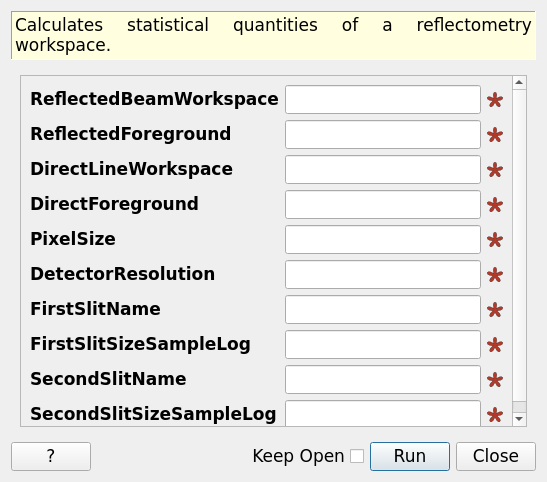 Calculates statistical quantities of a reflectometry
workspace.
ReflectedBeamWorkspace
ReflectedForeground
DirectLineWorkspace
DirectForeground
PixelSize
DetectorResolution
FirstSlitName
FirstSlitSizeSampleLog
SecondSlitName
SecondSlitSizeSampleLog
? Keep Open Run Close